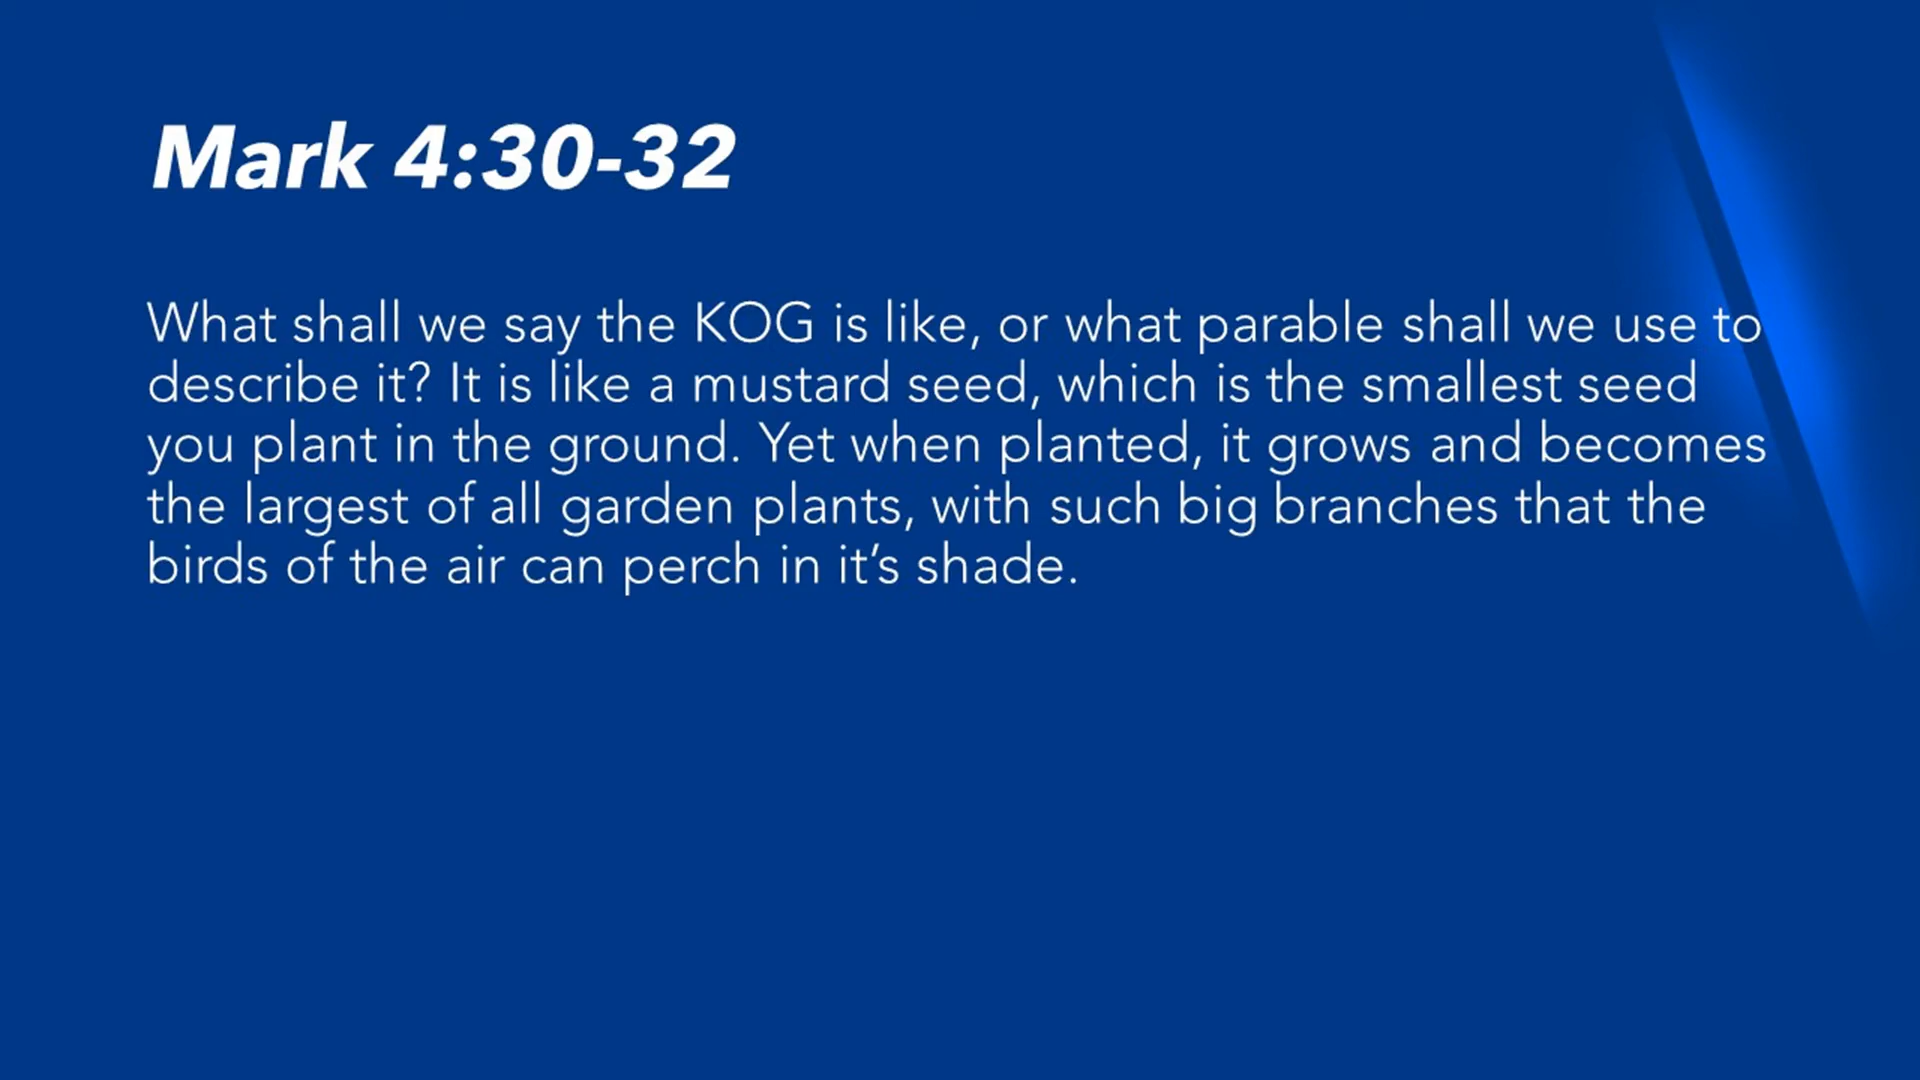 Mark 4:30-32
What shall we say the KOG is like, or what parable shall we use to
describe it? It is like a mustard seed, which is the smallest seed
you plant in the ground. Yet when planted, it grows and becomes
the largest of all garden plants, with such big branches that the
birds of the air can perch in it’s shade.